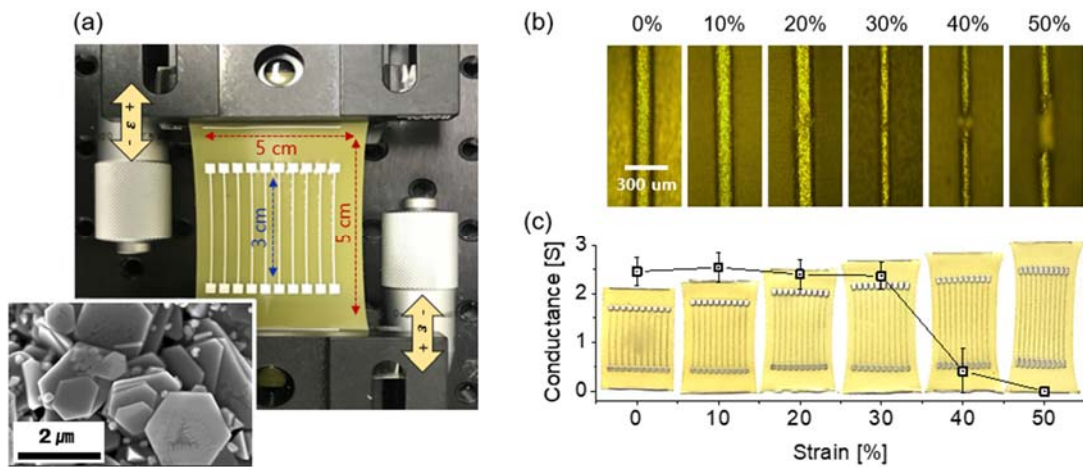 (a)
+ ε -
5 cm
3 cm
5 cm
- ε +
2 μm
(b)
0% 10% 20% 30% 40% 50%
300 um
(c)
Conductance [S]
3
2
1
0
0 10 20 30 40 50
Strain [%]